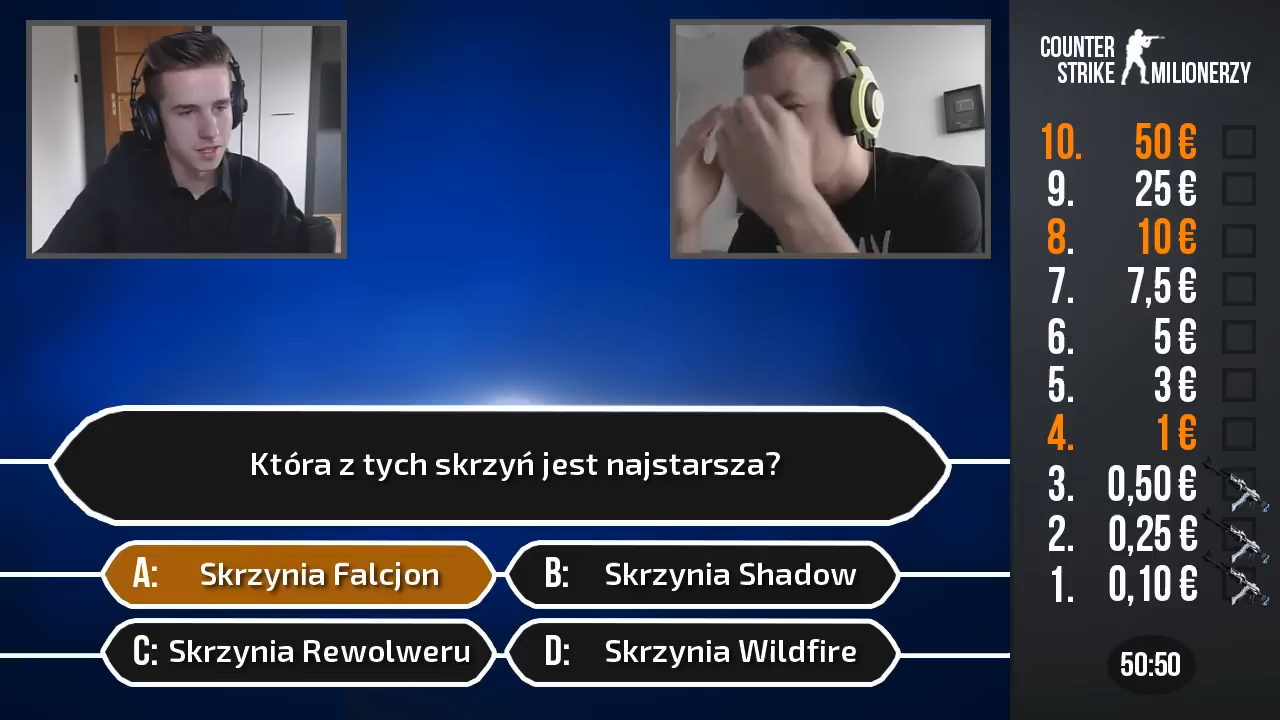 COUNTER
STRIKE MILIONERZY
10. 50 €
9. 25 €
8. 10 €
7. 7,5 €
6. 5 €
5. 3 €
4. 1 €
3. 0,50 €
2. 0,25 €
1. 0,10 €
50:50
Która z tych skrzyń jest najstarsza?
A: Skrzynia Falcjon
B: Skrzynia Shadow
C: Skrzynia Rewolweru
D: Skrzynia Wildfire